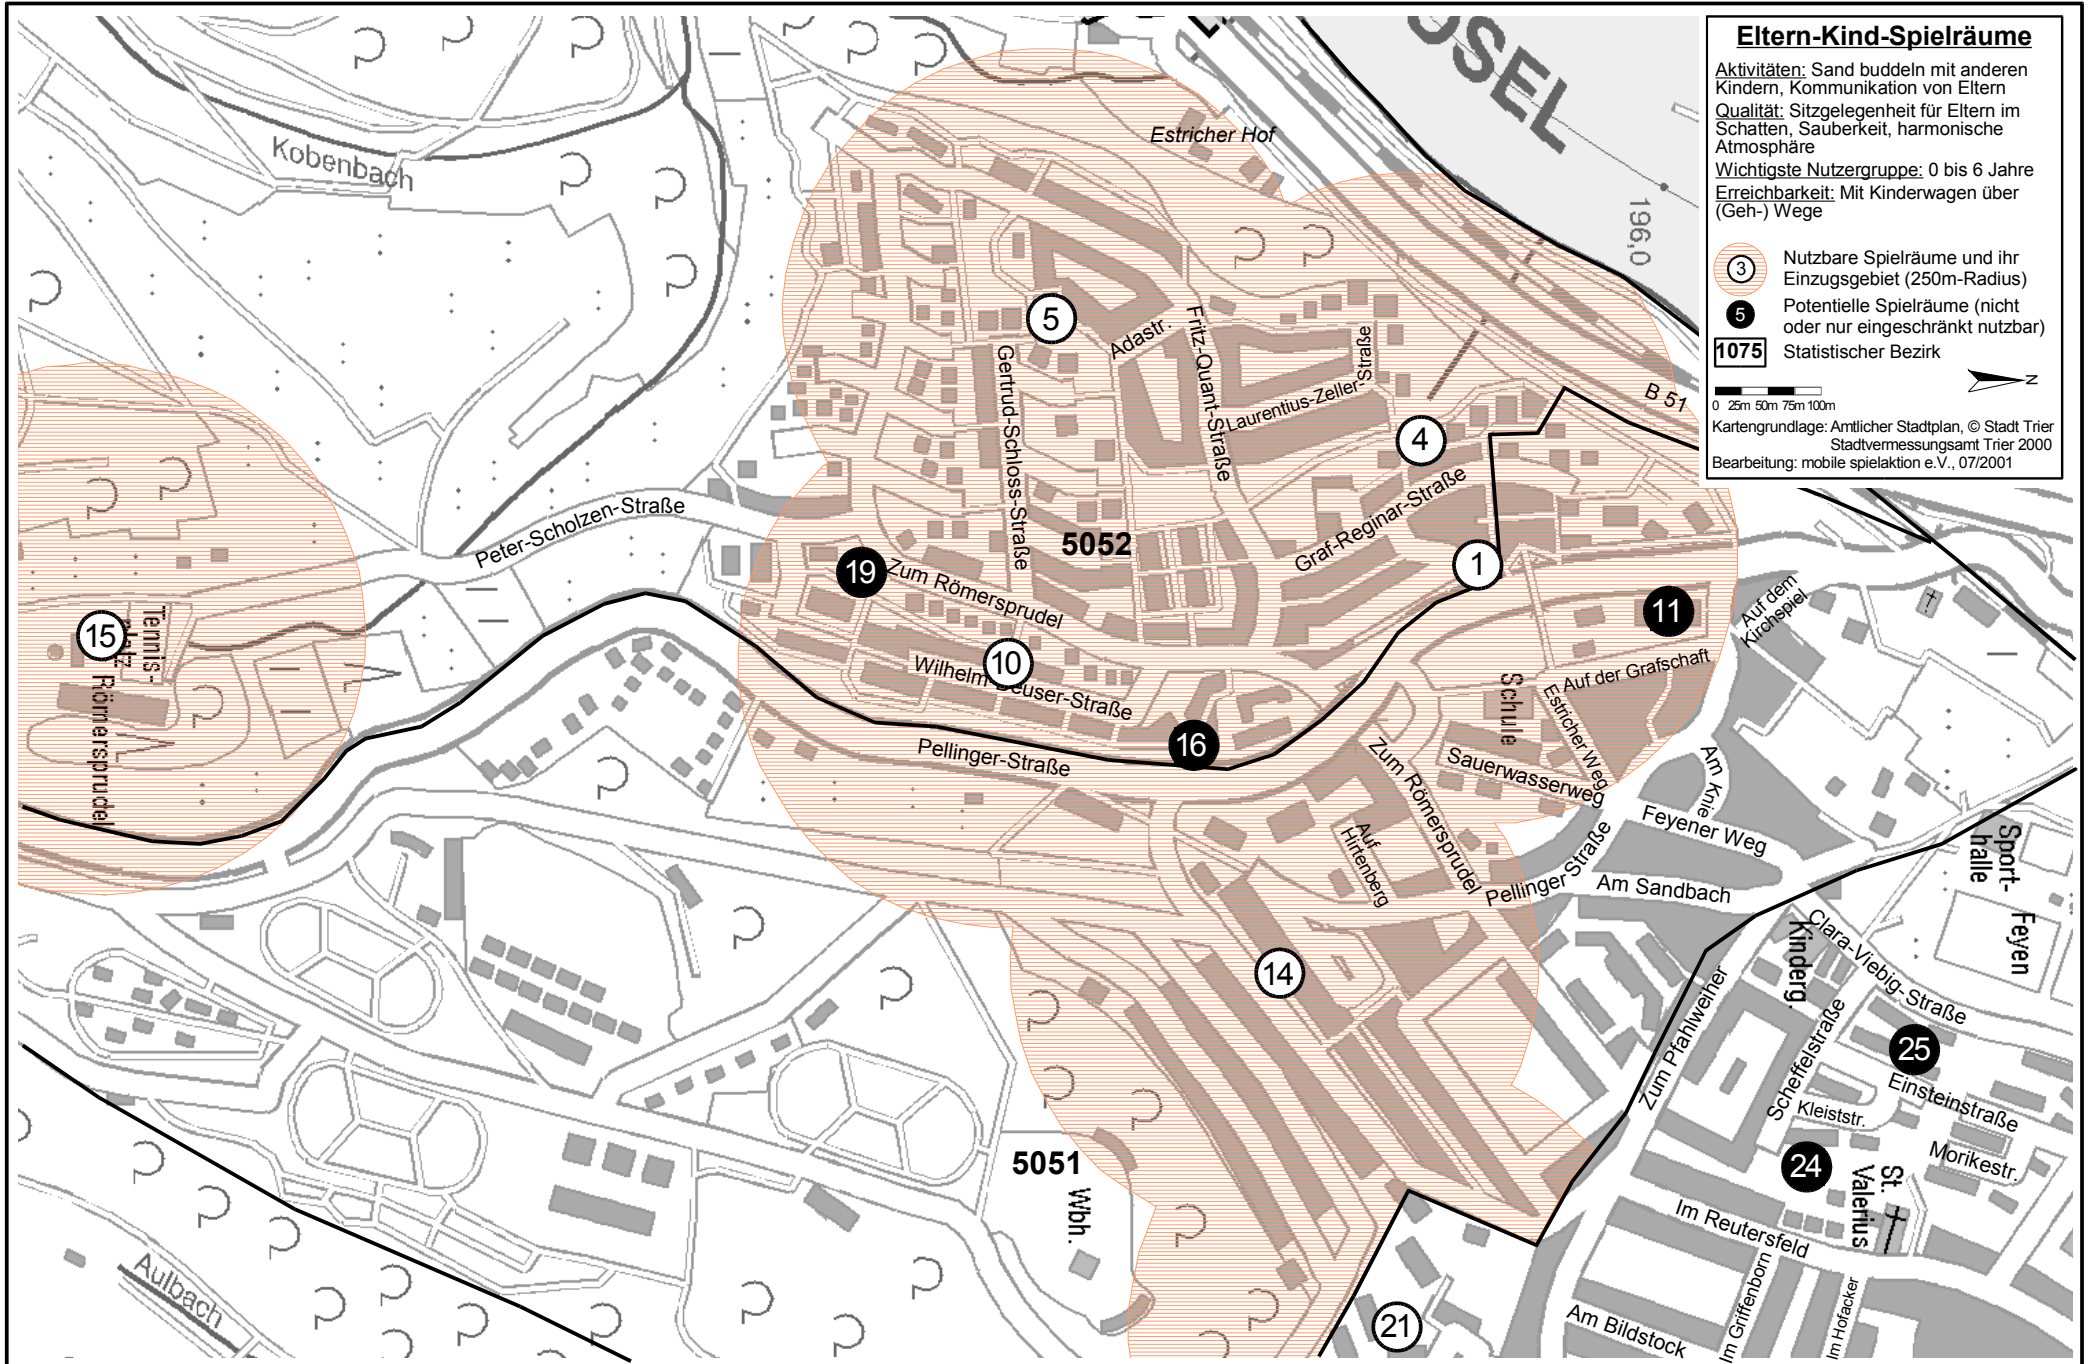 Eltern-Kind-Spielräume
Aktivitäten: Sand buddeln mit anderen
Kindern, Kommunikation von Eltern
Qualität: Sitzgelegenheit für Eltern im
Schatten, Sauberkeit, harmonische
Atmosphäre
Wichtigste Nutzergruppe: 0 bis 6 Jahre
Erreichbarkeit: Mit Kinderwagen über
(Geh-) Wege
3
Nutzbare Spielräume und ihr
Einzugsgebiet (250m-Radius)
5
Potentielle Spielräume (nicht
oder nur eingeschränkt nutzbar)
1075
Statistischer Bezirk
N
0 25m 50m 75m 100m
Kartengrundlage: Amtlicher Stadtplan, © Stadt Trier
Stadtvermessungsamt Trier 2000
Bearbeitung: mobile spielaktion e.V., 07/2001
OSEL
196,0
Kobenbach
Estricher Hof
5
Adastr.
Fritz-Quant-Straße
Laurentius-Zeller-Straße
Gertrud-Schloss-Straße
B 51
4
Graf-Reginar-Straße
Peter-Scholzen-Straße
5052
1
19
Zum Römersprudel
11
Auf dem
Kirchspiel
15
Tennis-
Römersprudel
10
Wilhelm-Deuser-Straße
Auf der Grafschaft
Schule
Estricher Weg
16
Pellinger-Straße
Zum Römersprudel
Sauerwasserweg
Am Knie
Feyener Weg
Auf
Hirtenberg
Pellinger Straße
Am Sandbach
Sport-
halle
Feyen
Clara-Viebig-Straße
Kinderg.
14
Zum Pfahlweiher
Scheffelstraße
25
Einsteinstraße
Kleiststr.
Morikestr.
24
St.
Valerius
5051
Wbh.
Im Reutersfeld
Aulbach
21
Am Bildstock
Im Griffenborn
Im Hofacker